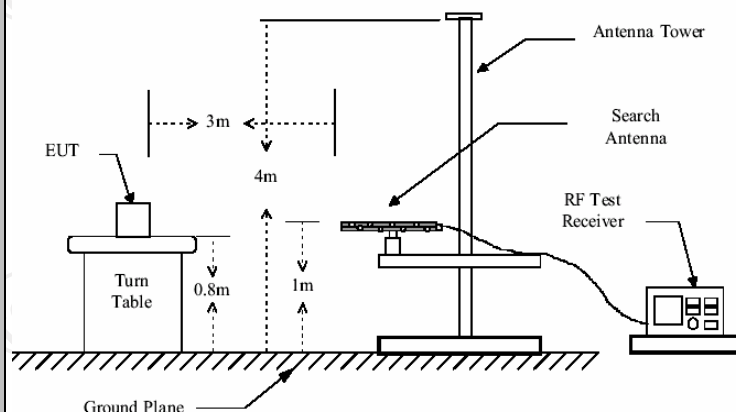 Antenna Tower
3m
Search
Antenna
EUT
4m
RF Test
Receiver
Turn
Table
0.8m
1m
Ground Plane